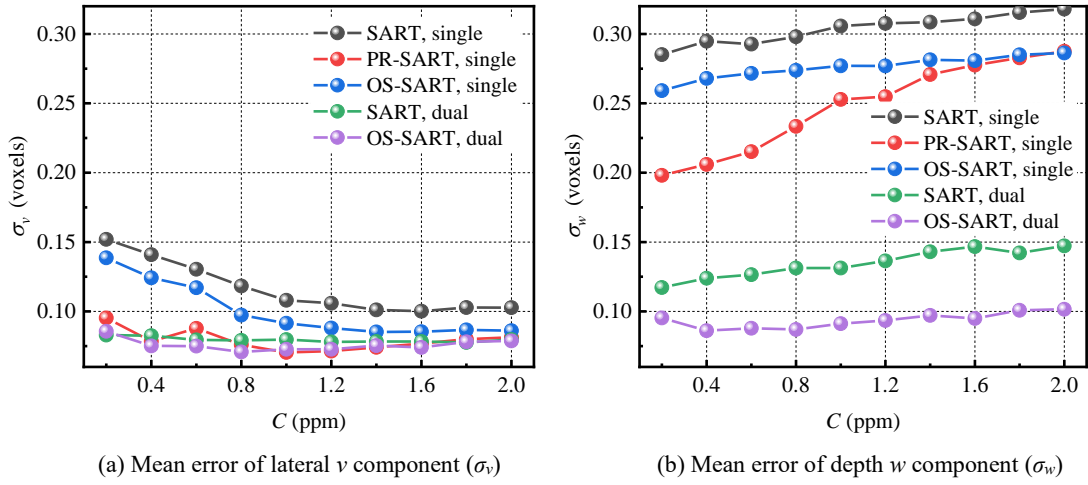 0.30
0.25
0.20
0.15
0.10
σv (voxels)
SART, single
PR-SART, single
OS-SART, single
SART, dual
OS-SART, dual
0.4 0.8 1.2 1.6 2.0
C (ppm)
(a) Mean error of lateral v component (σv)
0.30
0.25
0.20
0.15
0.10
σw (voxels)
SART, single
PR-SART, single
OS-SART, single
SART, dual
OS-SART, dual
0.4 0.8 1.2 1.6 2.0
C (ppm)
(b) Mean error of depth w component (σw)